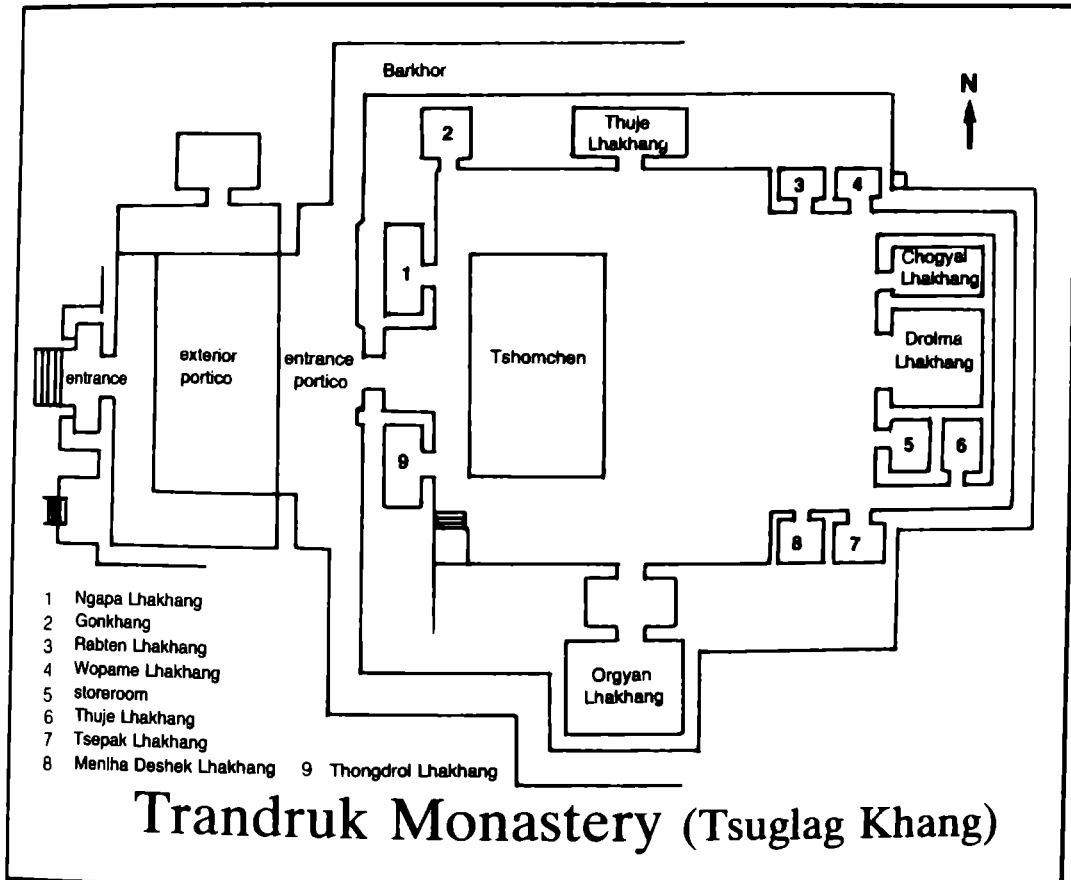 Barkhor
N
2
Thuje
Lhakhang
3
4
1
Chogyal
Lhakhang
entrance
exterior
portico
entrance
portico
Tshomchen
Drolma
Lhakhang
9
5
6
8
7
Orgyan
Lhakhang
1 Ngapa Lhakhang
2 Gonkhang
3 Rabten Lhakhang
4 Wopame Lhakhang
5 storeroom
6 Thuje Lhakhang
7 Tsepak Lhakhang
8 Menlha Deshek Lhakhang 9 Thongdrol Lhakhang
Trandruk Monastery (Tsuglag Khang)